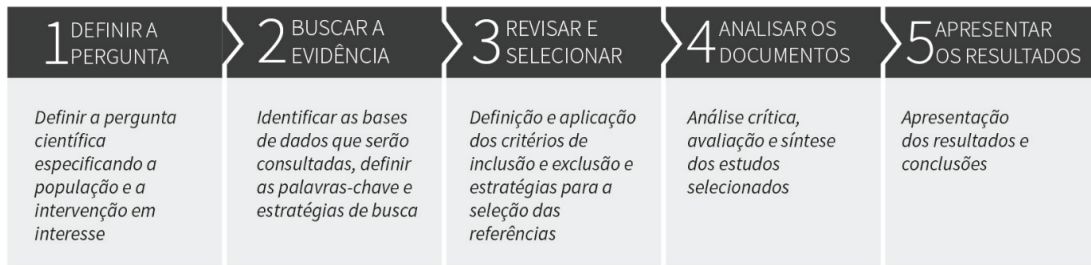 1 DEFINIR A
PERGUNTA
Definir a pergunta
científica
especificando a
população e a
intervenção em
interesse
2 BUSCAR A
EVIDÊNCIA
Identificar as bases
de dados que serão
consultadas, definir
as palavras-chave e
estratégias de busca
3 REVISAR E
SELECIONAR
Definição e aplicação
dos critérios de
inclusão e exclusão e
estratégias para a
seleção das
referências
4 ANALISAR OS
DOCUMENTOS
Análise crítica,
avaliação e síntese
dos estudos
selecionados
5 APRESENTAR
OS RESULTADOS
Apresentação
dos resultados e
conclusões